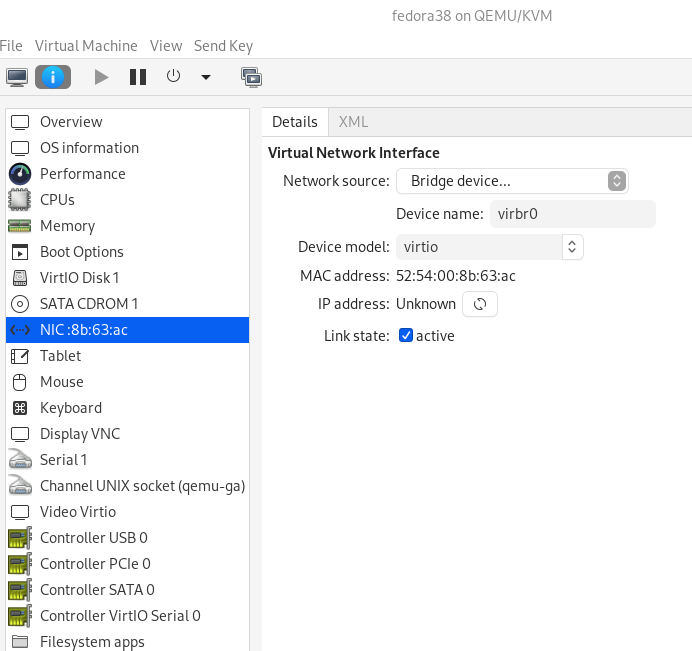 fedora38 on QEMU/KVM
File Virtual Machine View Send Key
Overview
OS information
Performance
CPUs
Memory
Boot Options
VirtIO Disk 1
SATA CDROM 1
NIC :8b:63:ac
Tablet
Mouse
Keyboard
Display VNC
Serial 1
Channel UNIX socket (qemu-ga)
Video Virtio
Controller USB 0
Controller PCIe 0
Controller SATA 0
Controller VirtIO Serial 0
Filesystem apps
Details XML
Virtual Network Interface
Network source: Bridge device...
Device name: virbr0
Device model: virtio
MAC address: 52:54:00:8b:63:ac
IP address: Unknown
Link state: active